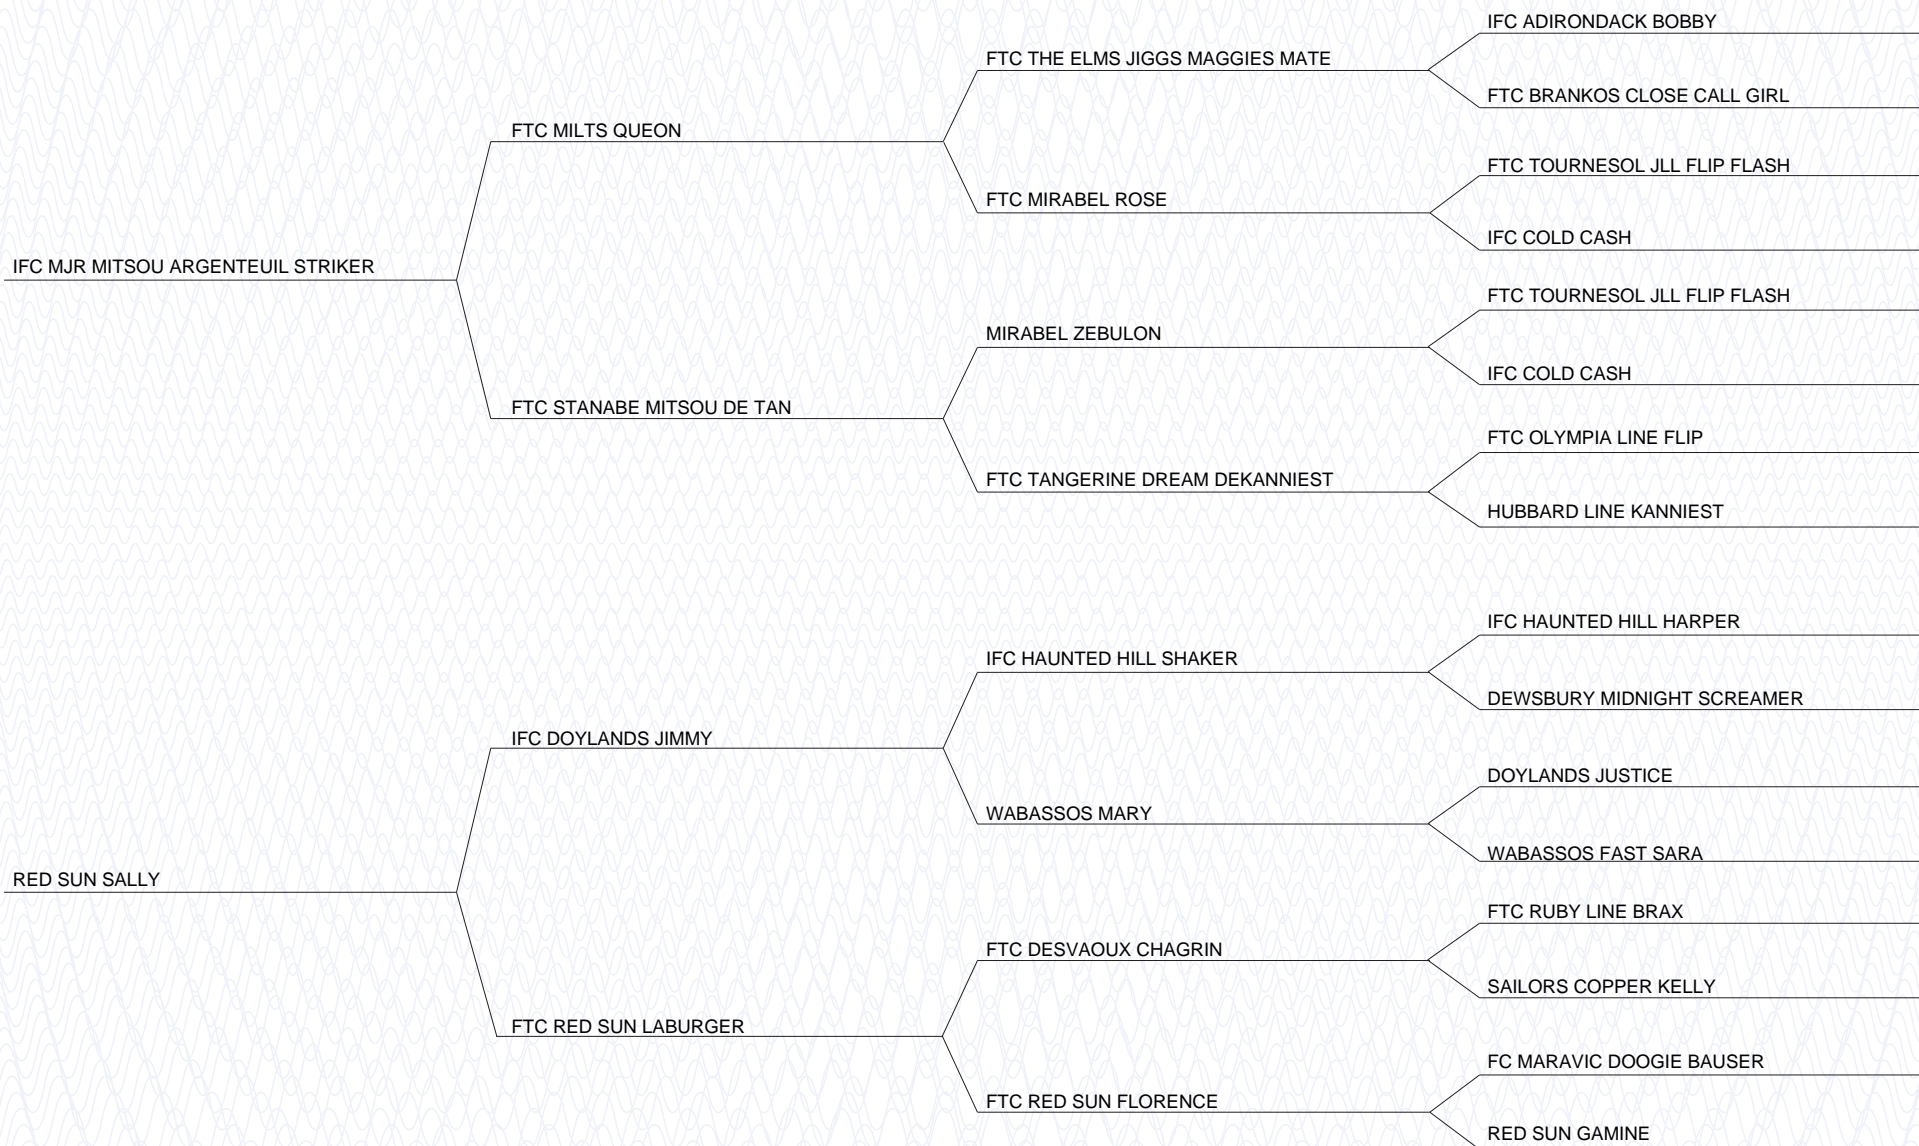 IFC ADIRONDACK BOBBY
FTC THE ELMS JIGGS MAGGIES MATE
FTC BRANKOS CLOSE CALL GIRL
FTC MILTS QUEON
FTC TOURNESOL JLL FLIP FLASH
FTC MIRABEL ROSE
IFC COLD CASH
IFC MJR MITSOU ARGENTEUIL STRIKER
FTC TOURNESOL JLL FLIP FLASH
MIRABEL ZEBULON
IFC COLD CASH
FTC STANABE MITSOU DE TAN
FTC OLYMPIA LINE FLIP
FTC TANGERINE DREAM DEKANNIEST
HUBBARD LINE KANNIEST
IFC HAUNTED HILL HARPER
IFC HAUNTED HILL SHAKER
DEWSBURY MIDNIGHT SCREAMER
IFC DOYLANDS JIMMY
DOYLANDS JUSTICE
WABASSOS MARY
WABASSOS FAST SARA
RED SUN SALLY
FTC RUBY LINE BRAX
FTC DESVAOUX CHAGRIN
SAILORS COPPER KELLY
FTC RED SUN LABURGER
FC MARAVIC DOOGIE BAUSER
FTC RED SUN FLORENCE
RED SUN GAMINE